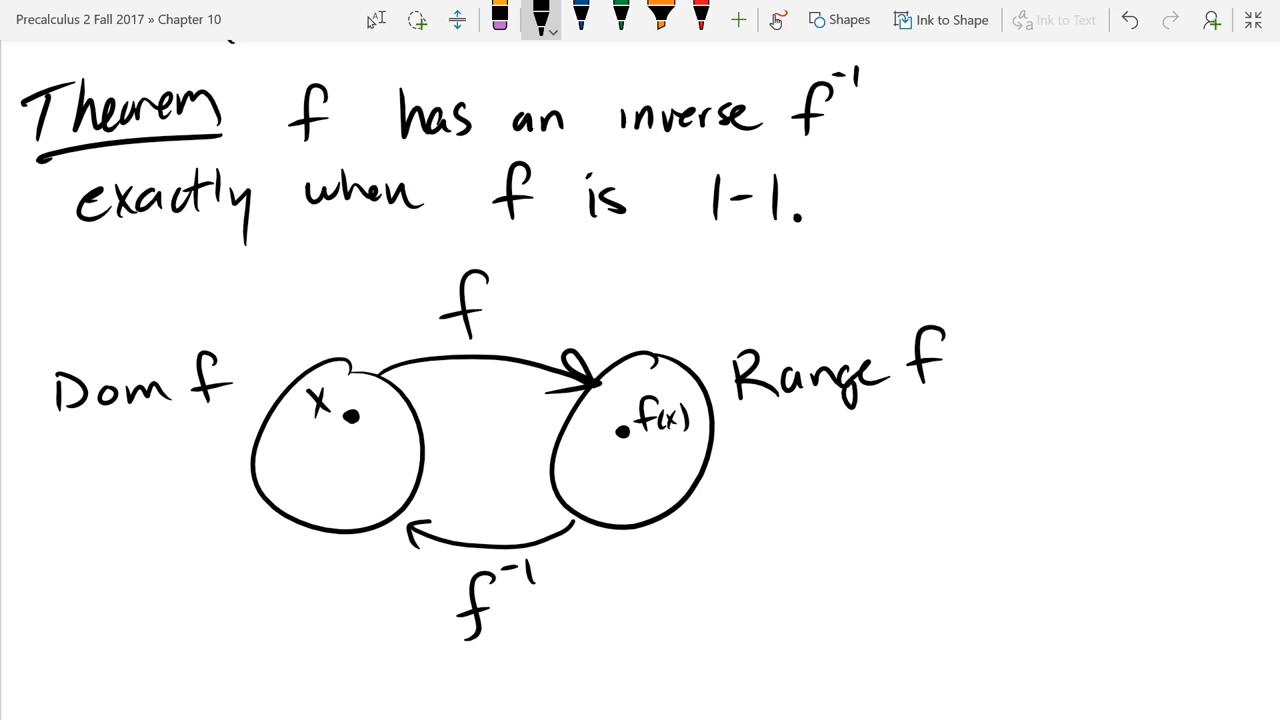 Precalculus 2 Fall 2017 » Chapter 10
Shapes
Ink to Shape
Ink to Text
Theorem f has an inverse f⁻¹
exactly when f is 1-1.
f
Dom f
x
f(x)
Range f
f⁻¹